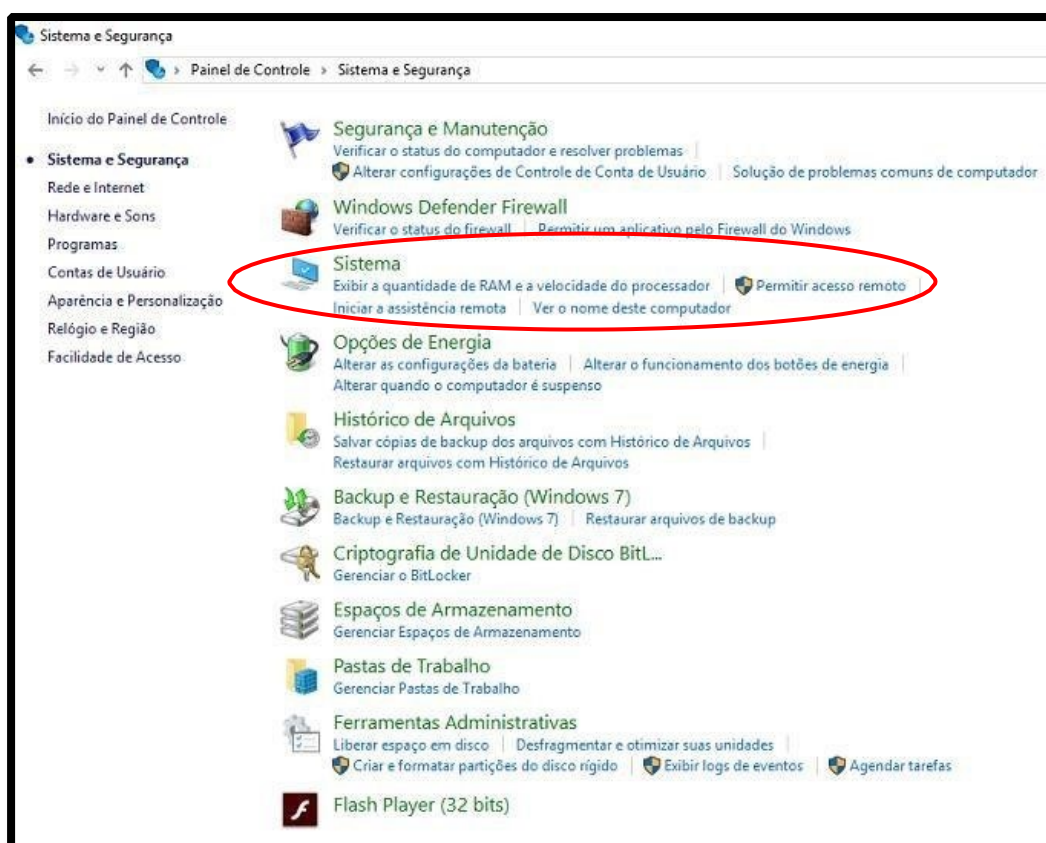 Sistema e Segurança
Painel de Controle › Sistema e Segurança
Início do Painel de Controle
Sistema e Segurança
Rede e Internet
Hardware e Sons
Programas
Contas de Usuário
Aparência e Personalização
Relógio e Região
Facilidade de Acesso
Segurança e Manutenção
Verificar o status do computador e resolver problemas
Alterar configurações de Controle de Conta de Usuário Solução de problemas comuns de computador
Windows Defender Firewall
Verificar o status do firewall Permitir um aplicativo pelo Firewall do Windows
Sistema
Exibir a quantidade de RAM e a velocidade do processador Permitir acesso remoto
Iniciar a assistência remota Ver o nome deste computador
Opções de Energia
Alterar as configurações da bateria Alterar o funcionamento dos botões de energia
Alterar quando o computador é suspenso
Histórico de Arquivos
Salvar cópias de backup dos arquivos com Histórico de Arquivos
Restaurar arquivos com Histórico de Arquivos
Backup e Restauração (Windows 7)
Backup e Restauração (Windows 7) Restaurar arquivos de backup
Criptografia de Unidade de Disco BitL...
Gerenciar o BitLocker
Espaços de Armazenamento
Gerenciar Espaços de Armazenamento
Pastas de Trabalho
Gerenciar Pastas de Trabalho
Ferramentas Administrativas
Liberar espaço em disco Desfragmentar e otimizar suas unidades
Criar e formatar partições do disco rígido Exibir logs de eventos Agendar tarefas
Flash Player (32 bits)